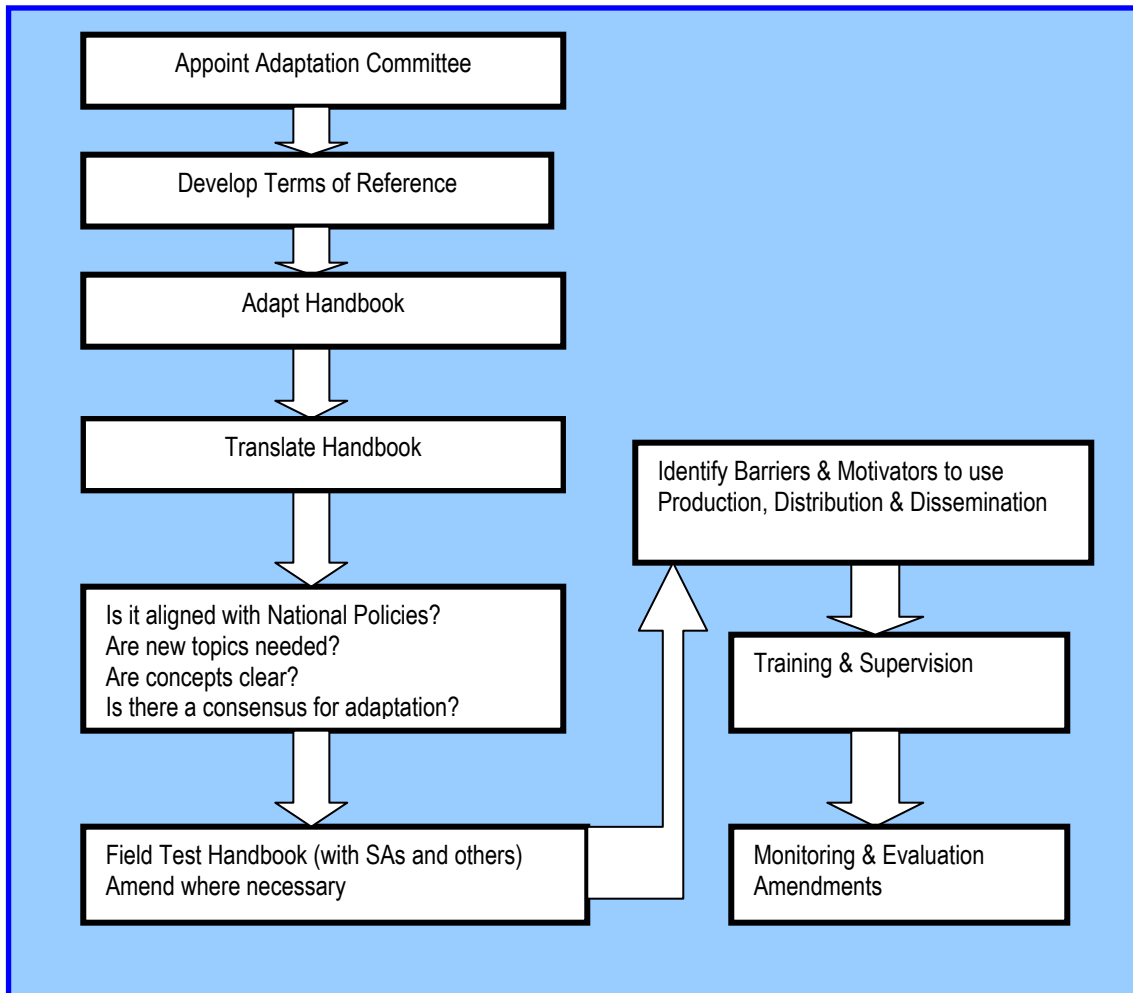 Appoint Adaptation Committee
Develop Terms of Reference
Adapt Handbook
Translate Handbook
Is it aligned with National Policies?
Are new topics needed?
Are concepts clear?
Is there a consensus for adaptation?
Field Test Handbook (with SAs and others)
Amend where necessary
Identify Barriers & Motivators to use
Production, Distribution & Dissemination
Training & Supervision
Monitoring & Evaluation
Amendments